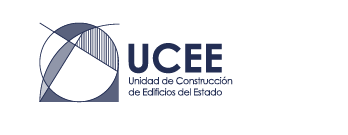 UCEE
Unidad de Construcción
de Edificios del Estado